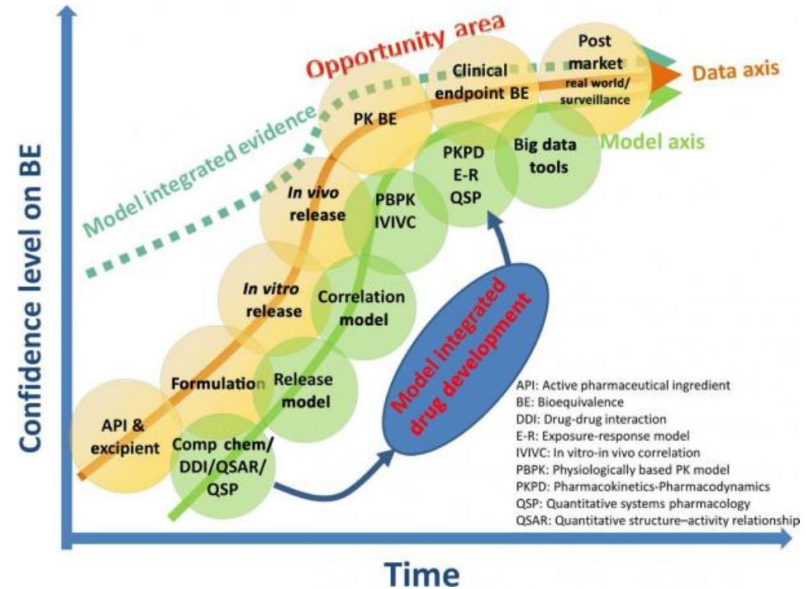 Opportunity area
Post
market
real world/
surveillance
Clinical
endpoint BE
Data axis
PK BE
Model axis
Model integrated evidence
PKPD
E-R
QSP
Big data
tools
In vivo
release
PBPK
IVIVC
In vitro
release
Correlation
model
Model integrated
drug development
Formulation
Release
model
API &
excipient
Comp chem/
DDI/QSAR/
QSP
API: Active pharmaceutical ingredient
BE: Bioequivalence
DDI: Drug-drug interaction
E-R: Exposure-response model
IVIVC: In vitro-in vivo correlation
PBPK: Physiologically based PK model
PKPD: Pharmacokinetics-Pharmacodynamics
QSP: Quantitative systems pharmacology
QSAR: Quantitative structure–activity relationship
Confidence level on BE
Time